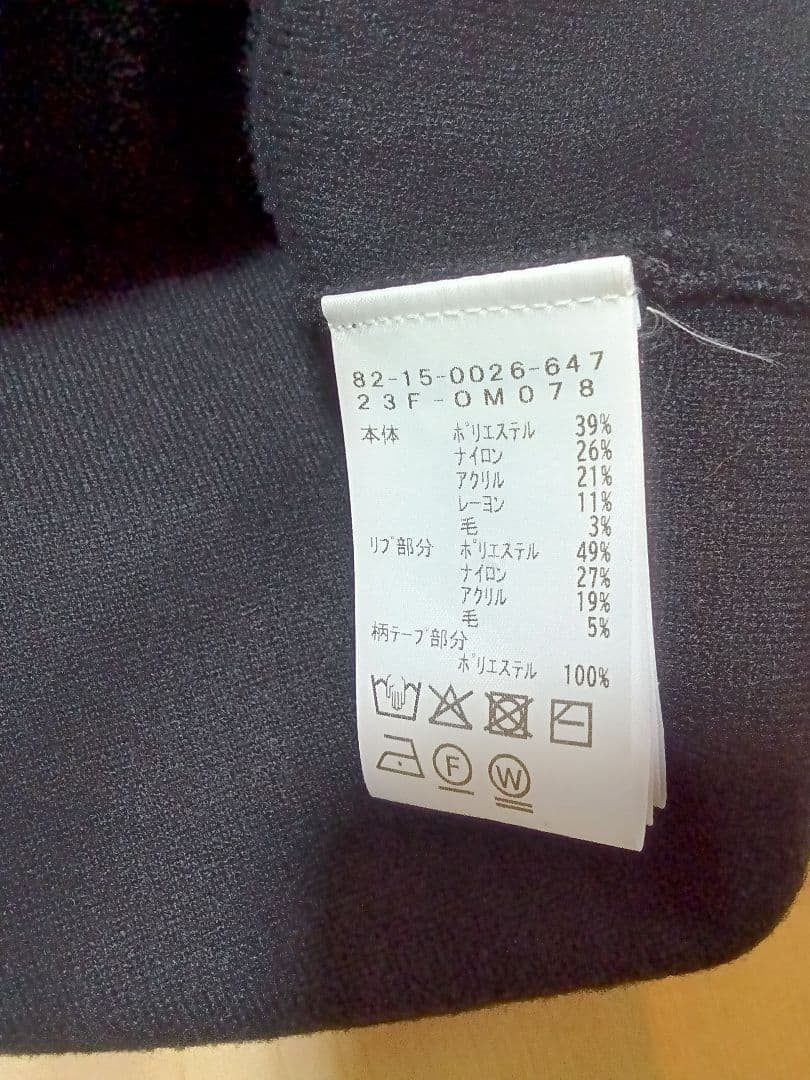 82-15-0026-647
23F-OM078
本体 ポリエステル 39%
ナイロン 26%
アクリル 21%
レーヨン 11%
毛 3%
リブ部分 ポリエステル 49%
ナイロン 27%
アクリル 19%
毛 5%
柄テープ部分
ポリエステル 100%
F W